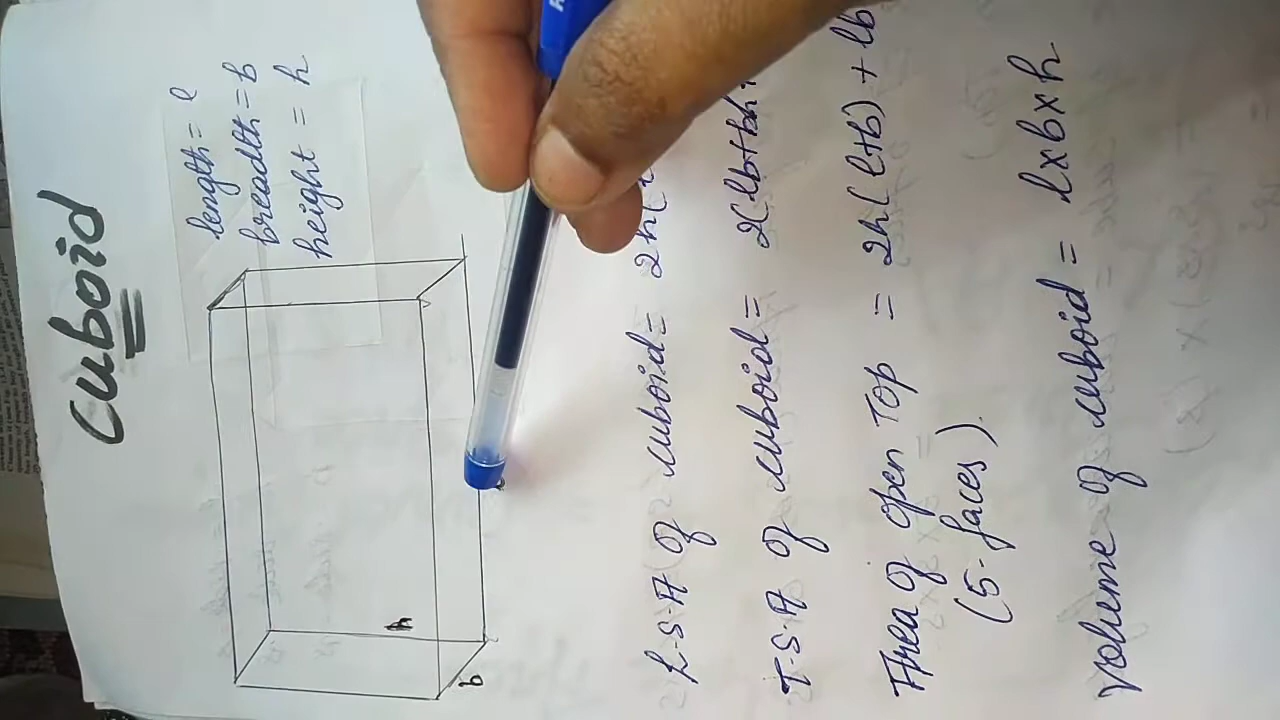 Cuboid
length = l
breadth = b
height = h
h
b
L.S.A of cuboid = 2h(
T.S.A of cuboid = 2(lb+bh+
Area of open Top = 2h(l+b) + lb
(5-faces).
Volume of cuboid = l×b×h